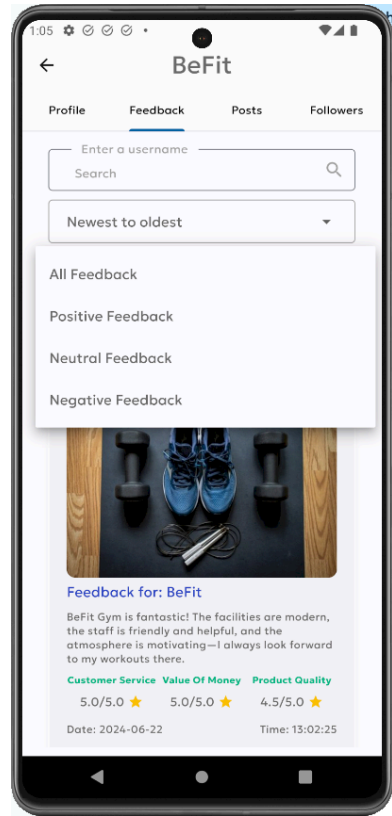 1:05
BeFit
Profile Feedback Posts Followers
Enter a username
Search
Newest to oldest
All Feedback
Positive Feedback
Neutral Feedback
Negative Feedback
Feedback for: BeFit
BeFit Gym is fantastic! The facilities are modern,
the staff is friendly and helpful, and the
atmosphere is motivating—I always look forward
to my workouts there.
Customer Service Value Of Money Product Quality
5.0/5.0 5.0/5.0 4.5/5.0
Date: 2024-06-22 Time: 13:02:25